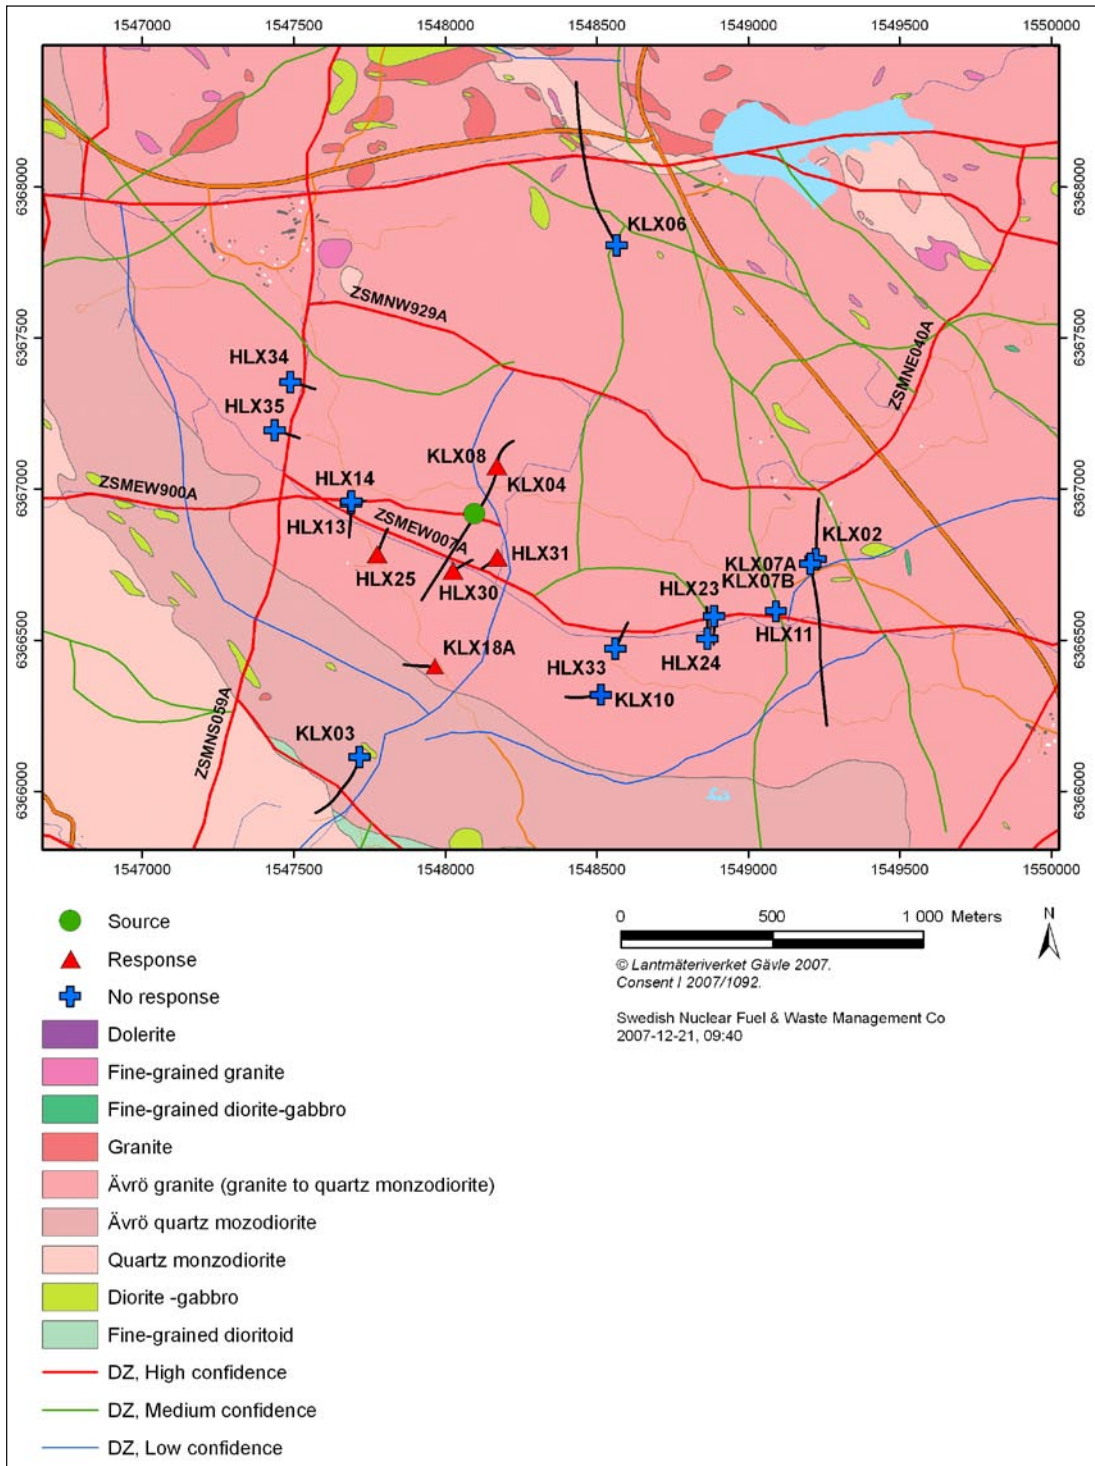 1547000 1547500 1548000 1548500 1549000 1549500 1550000
6368000 6368000
KLX06
ZSMNW929A
6367500 6367500
ZSMNE040A
HLX34
HLX35
KLX08
KLX04
6367000 6367000
ZSMEW900A
HLX14
HLX13
ZSMEW007A
HLX31
KLX02
KLX07A
KLX07B
HLX25
HLX30
HLX23
HLX11
6366500 6366500
KLX18A
HLX33
HLX24
KLX10
ZSMNS059A
KLX03
6366000 6366000
1547000 1547500 1548000 1548500 1549000 1549500 1550000
Source
Response
No response
Dolerite
Fine-grained granite
Fine-grained diorite-gabbro
Granite
Ävrö granite (granite to quartz monzodiorite)
Ävrö quartz mozodiorite
Quartz monzodiorite
Diorite -gabbro
Fine-grained dioritoid
DZ, High confidence
DZ, Medium confidence
DZ, Low confidence
0 500 1 000 Meters
N
© Lantmäteriverket Gävle 2007.
Consent I 2007/1092.
Swedish Nuclear Fuel & Waste Management Co
2007-12-21, 09:40